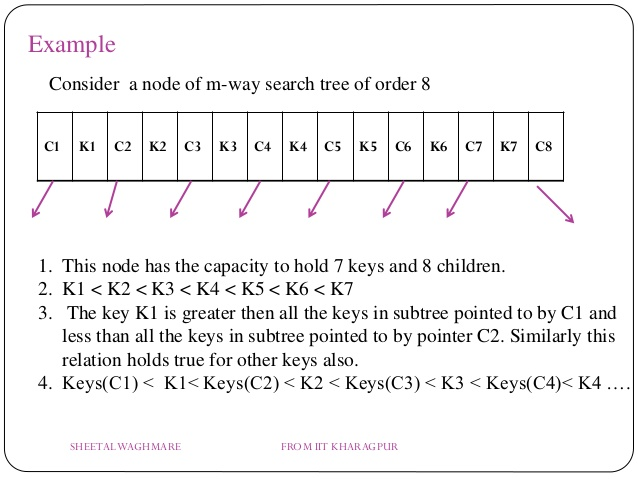 Example
Consider a node of m-way search tree of order 8
C1 K1 C2 K2 C3 K3 C4 K4 C5 K5 C6 K6 C7 K7 C8
1. This node has the capacity to hold 7 keys and 8 children.
2. K1 < K2 < K3 < K4 < K5 < K6 < K7
3. The key K1 is greater then all the keys in subtree pointed to by C1 and
less than all the keys in subtree pointed to by pointer C2. Similarly this
relation holds true for other keys also.
4. Keys(C1) < K1< Keys(C2) < K2 < Keys(C3) < K3 < Keys(C4)< K4 ….
SHEETAL WAGHMARE FROM IIT KHARAGPUR